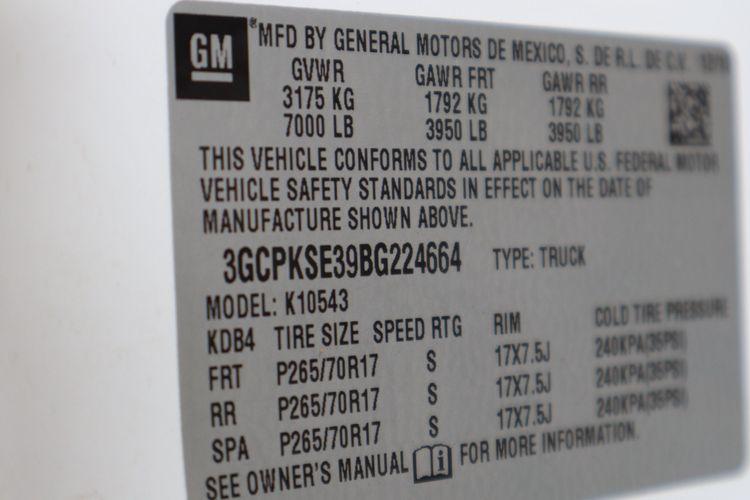 GM
®MFD BY GENERAL MOTORS DE MEXICO, S. DE R.L. DE C.V.
GVWR GAWR FRT GAWR RR
3175 KG 1792 KG 1792 KG
7000 LB 3950 LB 3950 LB
THIS VEHICLE CONFORMS TO ALL APPLICABLE U.S. FEDERAL MOTOR
VEHICLE SAFETY STANDARDS IN EFFECT ON THE DATE OF
MANUFACTURE SHOWN ABOVE.
3GCPKSE39BG224664 TYPE: TRUCK
MODEL: K10543
KDB4 TIRE SIZE SPEED RTG RIM COLD TIRE PRESSURE
FRT P265/70R17 S 17X7.5J 240KPA(35PSI)
RR P265/70R17 S 17X7.5J 240KPA(35PSI)
SPA P265/70R17 S 17X7.5J 240KPA(35PSI)
SEE OWNER'S MANUAL FOR MORE INFORMATION.